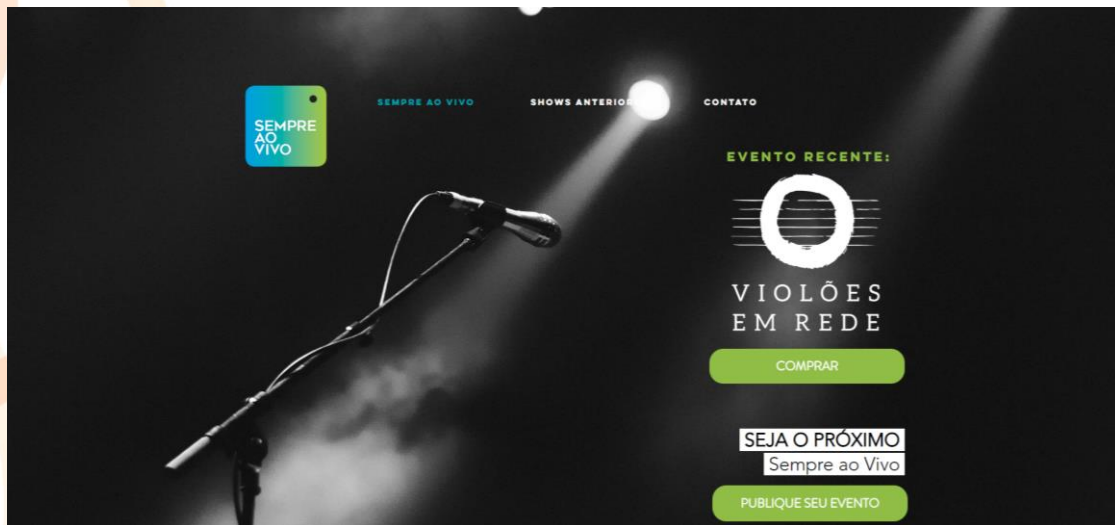 SEMPRE
AO
VIVO
SEMPRE AO VIVO
SHOWS ANTERIORES
CONTATO
EVENTO RECENTE:
VIOLÕES
EM REDE
COMPRAR
SEJA O PRÓXIMO
Sempre ao Vivo
PUBLIQUE SEU EVENTO